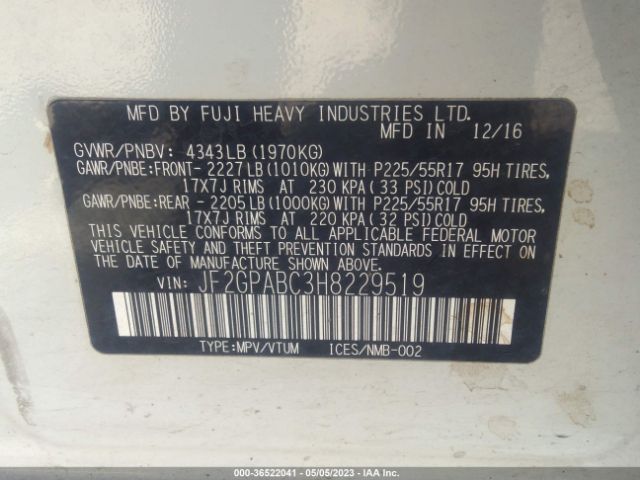 MFD BY FUJI HEAVY INDUSTRIES LTD.
MFD IN 12/16
GVWR/PNBV: 4343LB(1970KG)
GAWR/PNBE:FRONT- 2227LB(1010KG)WITH P225/55R17 95H TIRES,
17X7J RIMS AT 230 KPA( 33 PSI)COLD
GAWR/PNBE:REAR - 2205LB(1000KG)WITH P225/55R17 95H TIRES,
17X7J RIMS AT 220 KPA( 32 PSI)COLD
THIS VEHICLE CONFORMS TO ALL APPLICABLE FEDERAL MOTOR
VEHICLE SAFETY AND THEFT PREVENTION STANDARDS IN EFFECT
ON THE DATE OF MANUFACTURE SHOWN ABOVE.
VIN: JF2GPABC3H8229519
TYPE:MPV/VTUM ICES/NMB-002
000-36522041 - 05/05/2023 - IAA Inc.